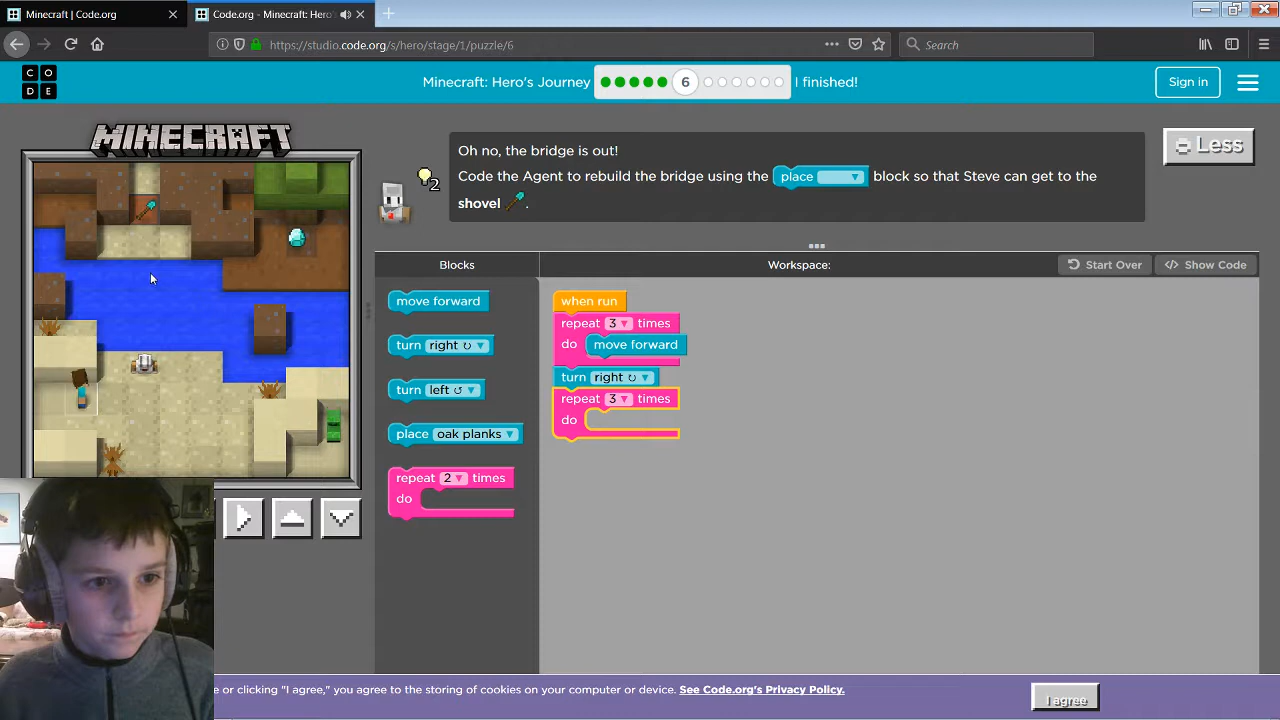 Minecraft | Code.org
Code.org - Minecraft: Hero's
https://studio.code.org/s/hero/stage/1/puzzle/6
Search
C O
D E
Minecraft: Hero's Journey
6
I finished!
Sign in
MINECRAFT
2
Oh no, the bridge is out!
Code the Agent to rebuild the bridge using the place block so that Steve can get to the
shovel .
Less
Blocks
Workspace:
Start Over
Show Code
move forward
turn right
turn left
place oak planks
repeat 2 times
do
when run
repeat 3 times
do move forward
turn right
repeat 3 times
do
or clicking "I agree," you agree to the storing of cookies on your computer or device. See Code.org's Privacy Policy.
I agree